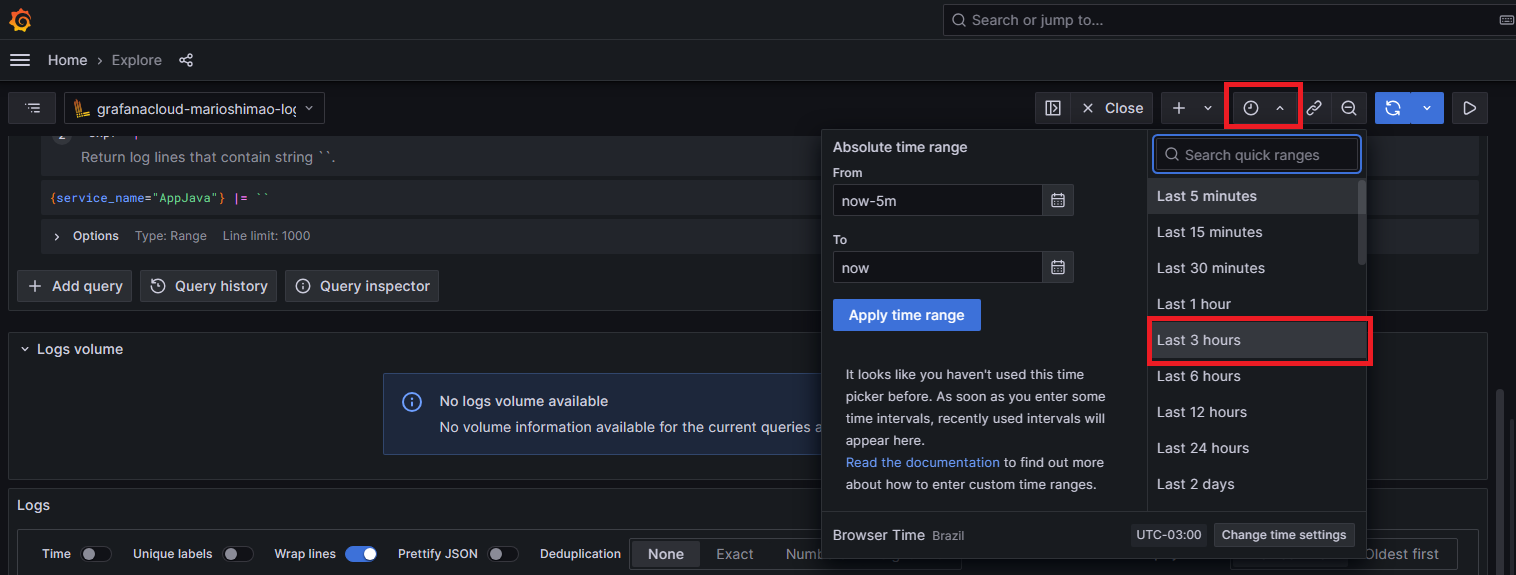 Search or jump to...
Home › Explore
grafanacloud-marioshimao-log
Close
Return log lines that contain string ``.
{service_name="AppJava"} |= ``
Options Type: Range Line limit: 1000
Add query Query history Query inspector
Logs volume
No logs volume available
No volume information available for the current queries a
Logs
Time Unique labels Wrap lines Prettify JSON Deduplication None Exact Numb
Oldest first
Absolute time range
From
now-5m
To
now
Apply time range
It looks like you haven't used this time
picker before. As soon as you enter some
time intervals, recently used intervals will
appear here.
Read the documentation to find out more
about how to enter custom time ranges.
Search quick ranges
Last 5 minutes
Last 15 minutes
Last 30 minutes
Last 1 hour
Last 3 hours
Last 6 hours
Last 12 hours
Last 24 hours
Last 2 days
Browser Time Brazil UTC-03:00 Change time settings